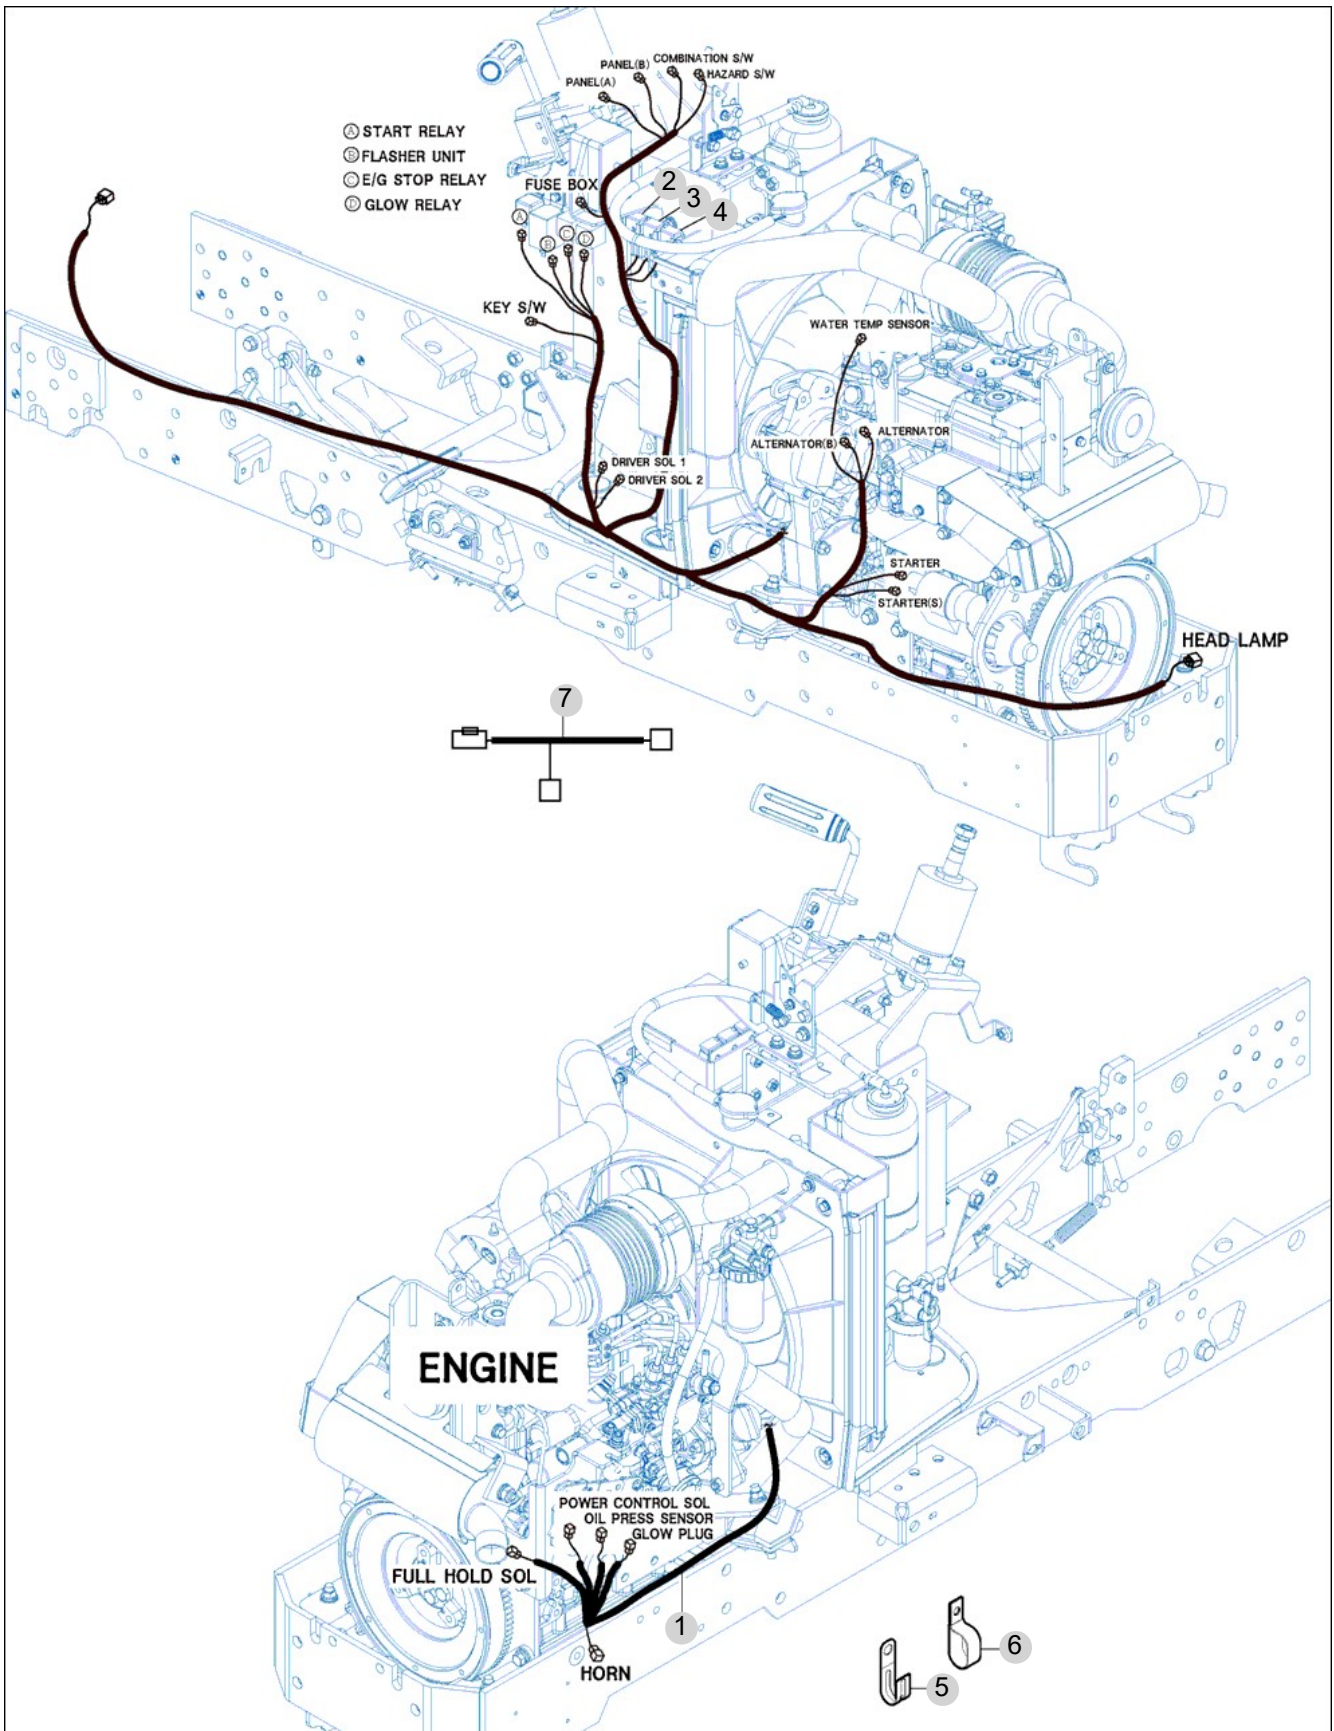 COMBINATION S/W
PANEL(B)
HAZARD S/W
PANEL(A)
Ⓐ START RELAY
Ⓑ FLASHER UNIT
Ⓒ E/G STOP RELAY
Ⓓ GLOW RELAY
FUSE BOX
2
3
4
Ⓐ
Ⓑ
Ⓒ
Ⓓ
KEY S/W
WATER TEMP SENSOR
ALTERNATOR
ALTERNATOR(B)
DRIVER SOL 1
DRIVER SOL 2
STARTER
STARTER(S)
HEAD LAMP
7
ENGINE
POWER CONTROL SOL
OIL PRESS SENSOR
GLOW PLUG
FULL HOLD SOL
1
HORN
6
5